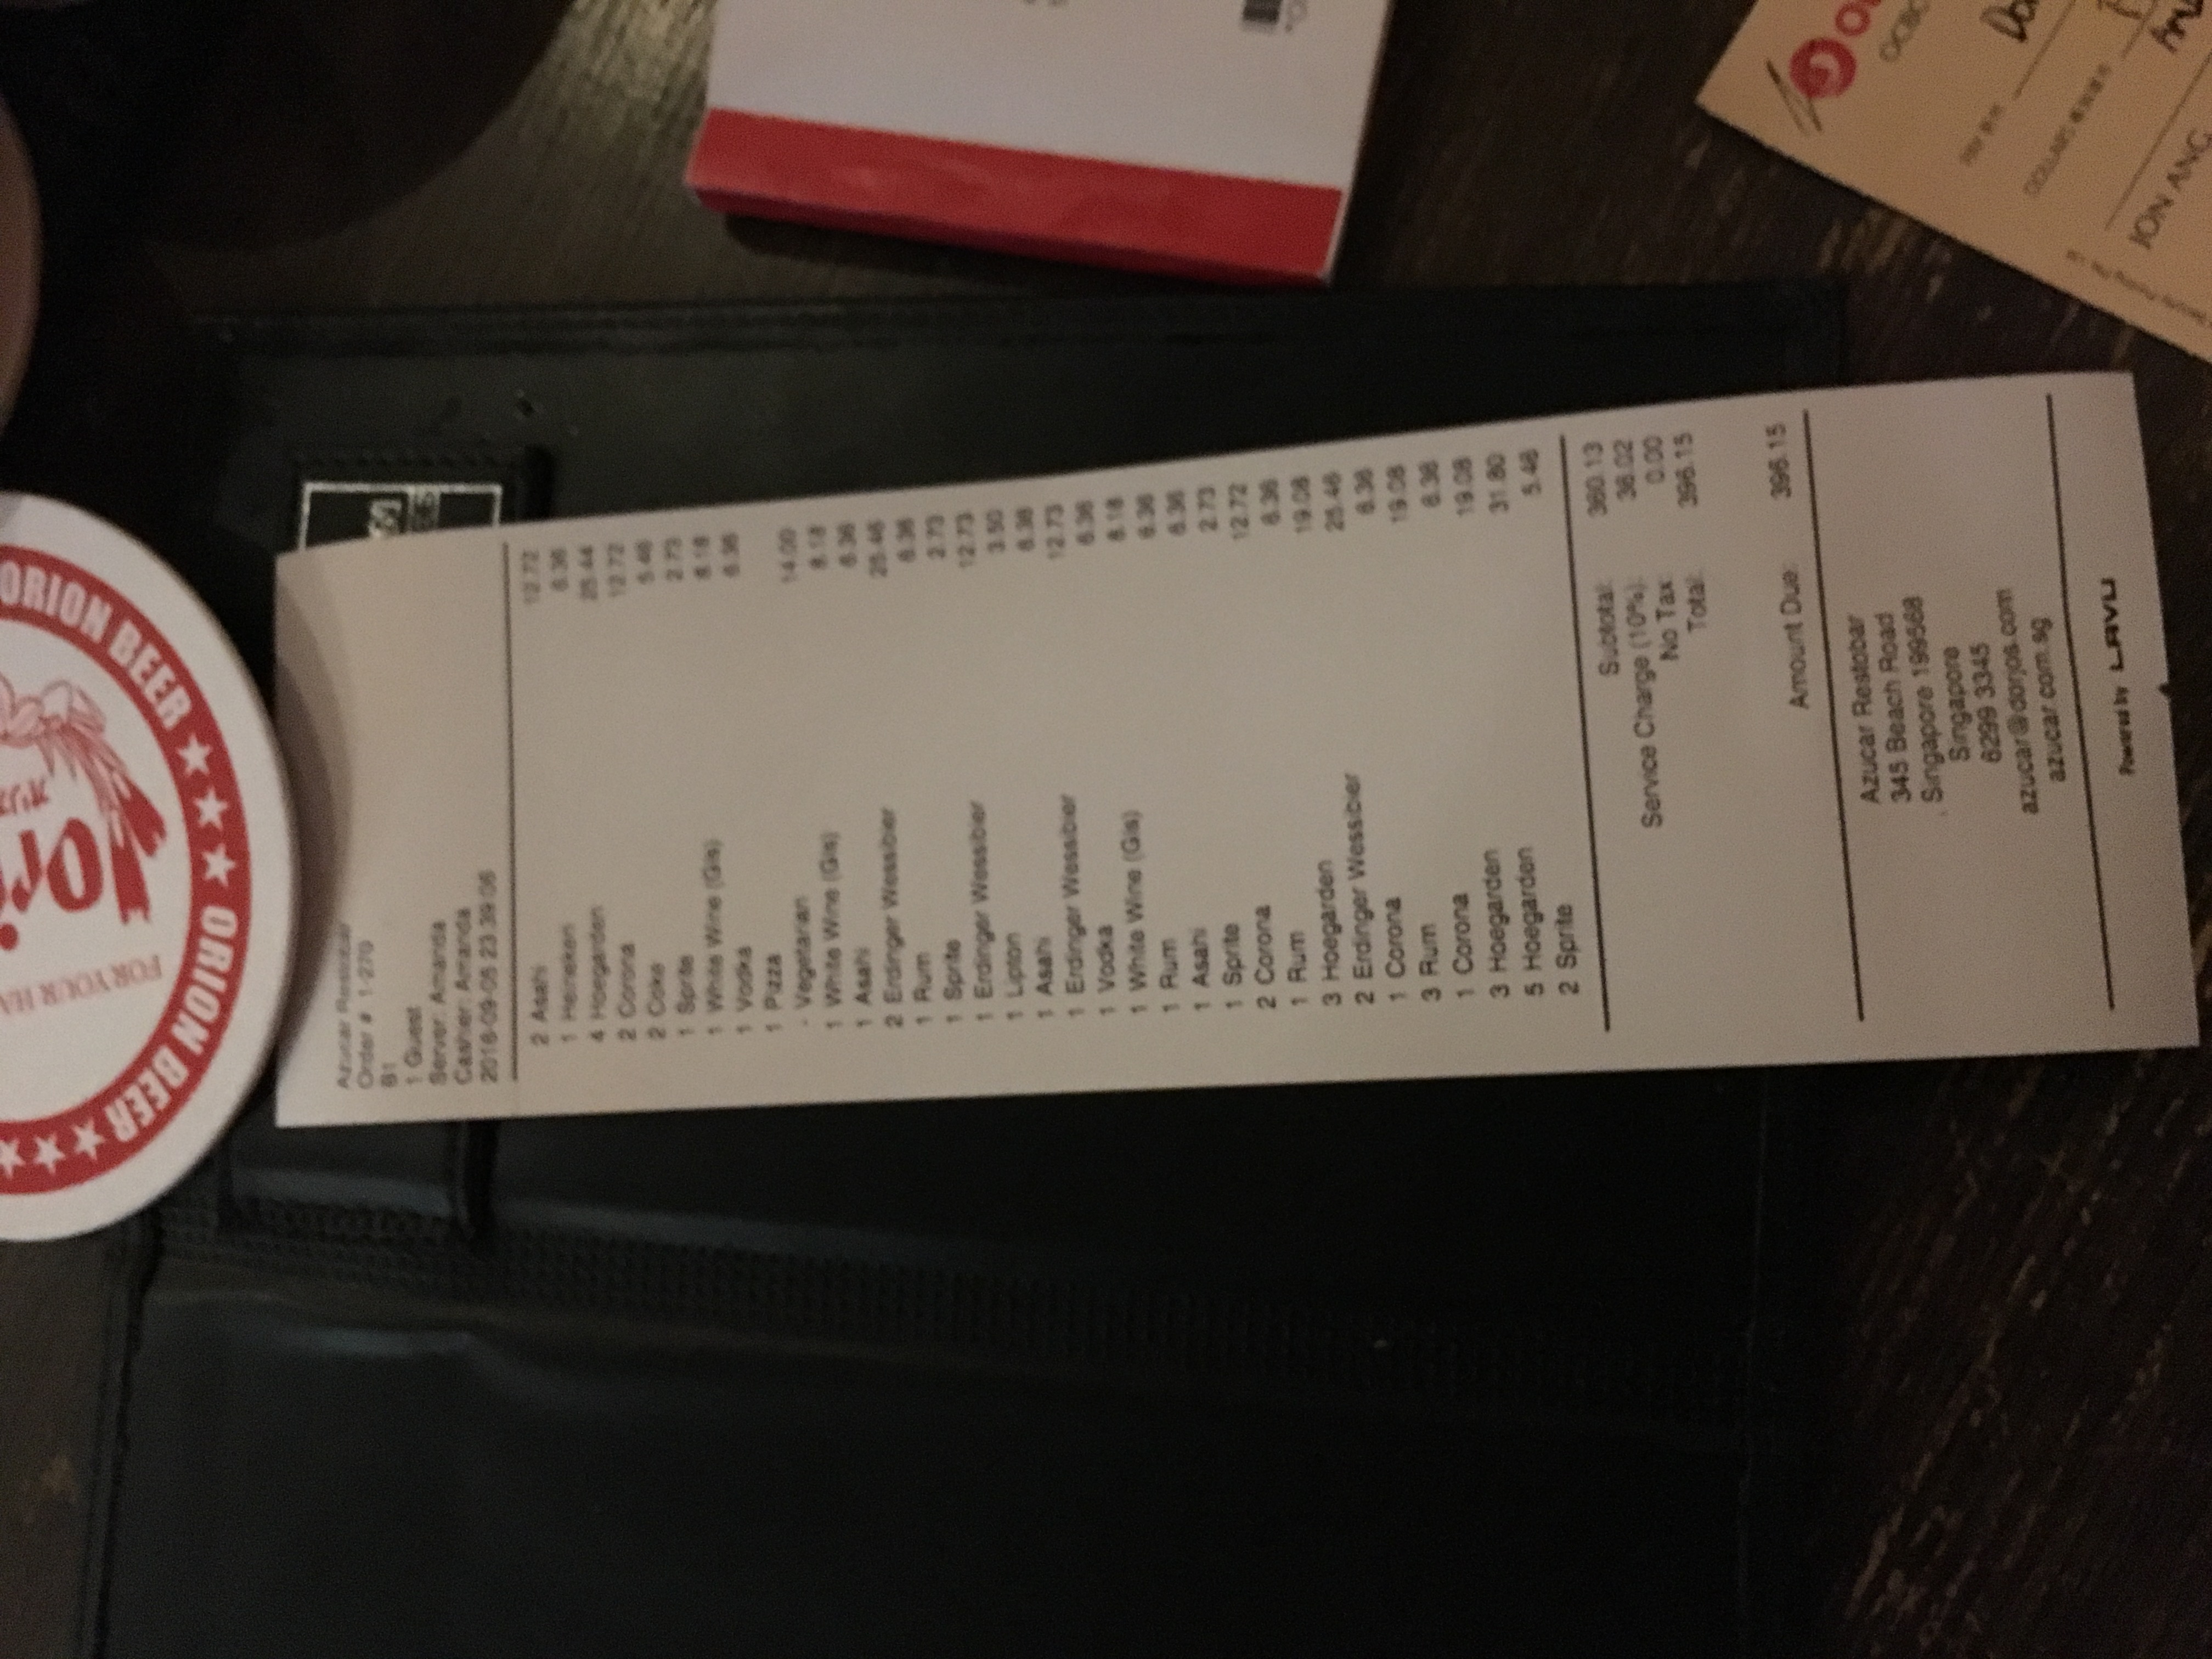 ORION BEER ★ ★ ★ ORION BEER ★ ★ ★
FOR YOUR HA
Ori
Azucar Restobar
Order # 1-270
B1
1 Guest
Server: Amanda
Cashier: Amanda
23:39:06
2 Asahi 12.72
1 Heineken 6.36
4 Hoegarden 25.44
2 Corona 12.72
2 Coke 5.46
1 Sprite 2.73
1 White Wine (Gls) 8.18
1 Vodka 6.36
1 Pizza
- Vegetarian 14.00
1 White Wine (Gls) 8.18
1 Asahi 6.36
2 Erdinger Wessibier 25.46
1 Rum 6.36
1 Sprite 2.73
1 Erdinger Wessibier 12.73
1 Lipton 3.50
1 Asahi 6.36
1 Erdinger Wessibier 12.73
1 Vodka 6.36
1 White Wine (Gls) 8.18
1 Rum 6.36
1 Asahi 6.36
1 Sprite 2.73
2 Corona 12.72
1 Rum 6.36
3 Hoegarden 19.08
2 Erdinger Wessibier 25.46
1 Corona 6.36
3 Rum 19.08
1 Corona 6.36
3 Hoegarden 19.08
5 Hoegarden 31.80
2 Sprite 5.46
Subtotal: 360.13
Service Charge (10%): 36.02
No Tax: 0.00
Total: 396.15
Amount Due: 396.15
Azucar Restobar
345 Beach Road
Singapore 199568
Singapore
6299 3345
azucar@dorjos.com
azucar.com.sg
Powered by LAVU
OCBC
DOLLARS
ION ANG